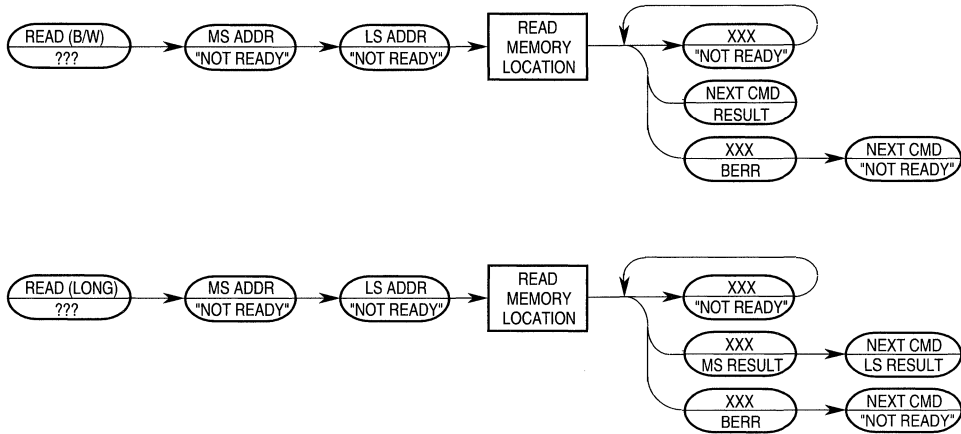 READ (B/W)
???
MS ADDR
"NOT READY"
LS ADDR
"NOT READY"
READ
MEMORY
LOCATION
XXX
"NOT READY"
NEXT CMD
RESULT
XXX
BERR
NEXT CMD
"NOT READY"
READ (LONG)
???
MS ADDR
"NOT READY"
LS ADDR
"NOT READY"
READ
MEMORY
LOCATION
XXX
"NOT READY"
XXX
MS RESULT
NEXT CMD
LS RESULT
XXX
BERR
NEXT CMD
"NOT READY"